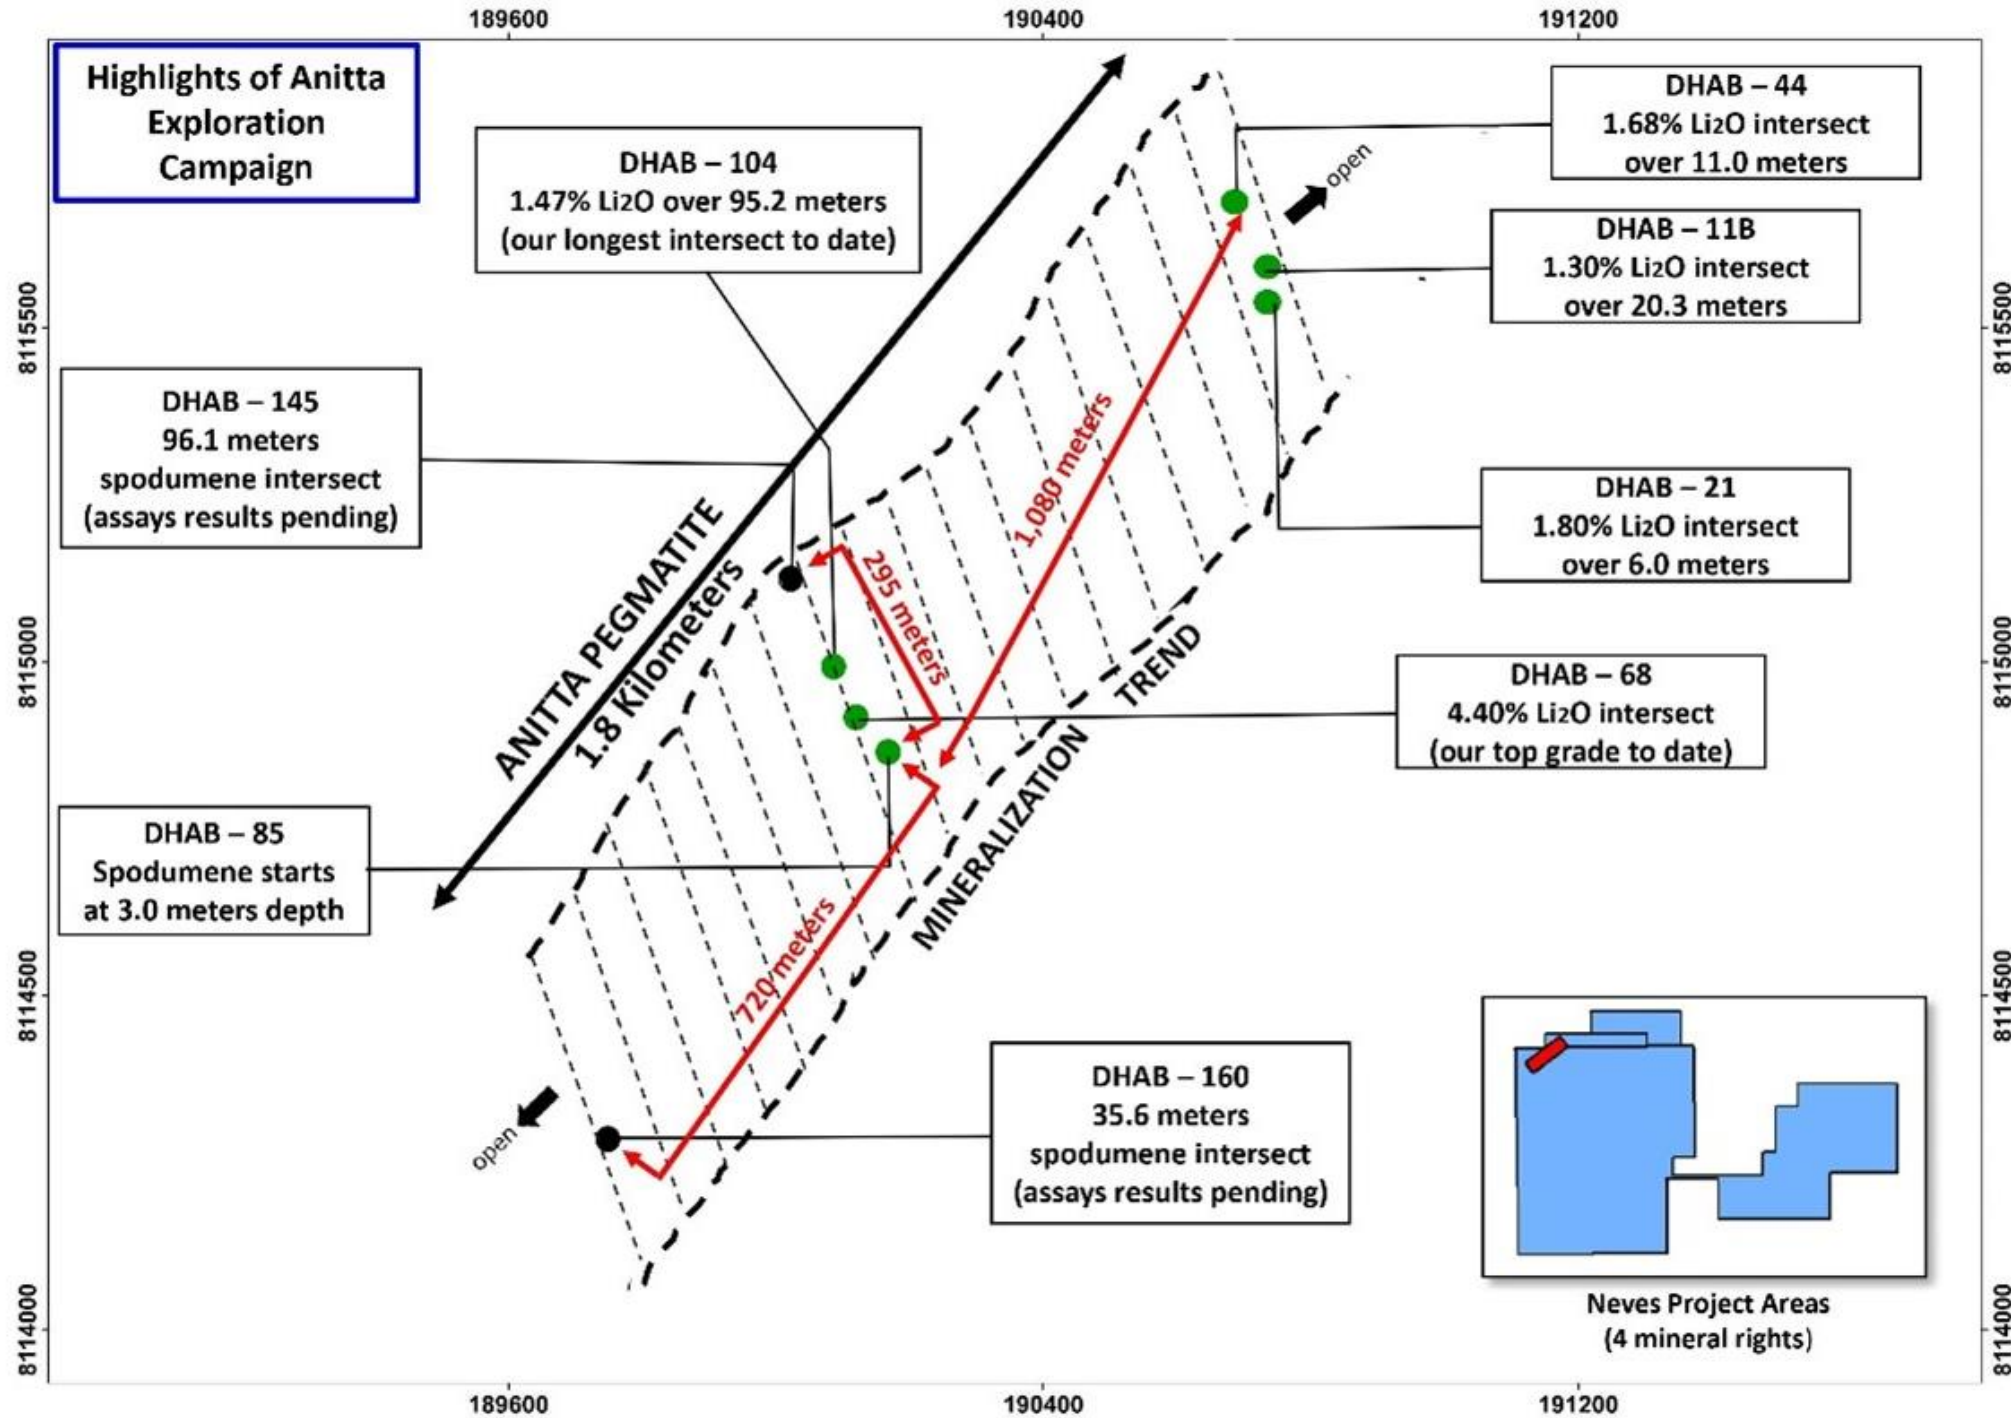 189600
190400
191200
Highlights of Anitta
Exploration
Campaign
DHAB – 44
1.68% Li2O intersect
over 11.0 meters
DHAB – 104
1.47% Li2O over 95.2 meters
(our longest intersect to date)
open
DHAB – 11B
1.30% Li2O intersect
over 20.3 meters
8115500
8115500
DHAB – 145
96.1 meters
spodumene intersect
(assays results pending)
1,080 meters
DHAB – 21
1.80% Li2O intersect
over 6.0 meters
ANITTA PEGMATITE
1.8 Kilometers
295 meters
8115000
8115000
MINERALIZATION TREND
DHAB – 68
4.40% Li2O intersect
(our top grade to date)
DHAB – 85
Spodumene starts
at 3.0 meters depth
720 meters
8114500
8114500
open
DHAB – 160
35.6 meters
spodumene intersect
(assays results pending)
8114000
8114000
Neves Project Areas
(4 mineral rights)
189600
190400
191200